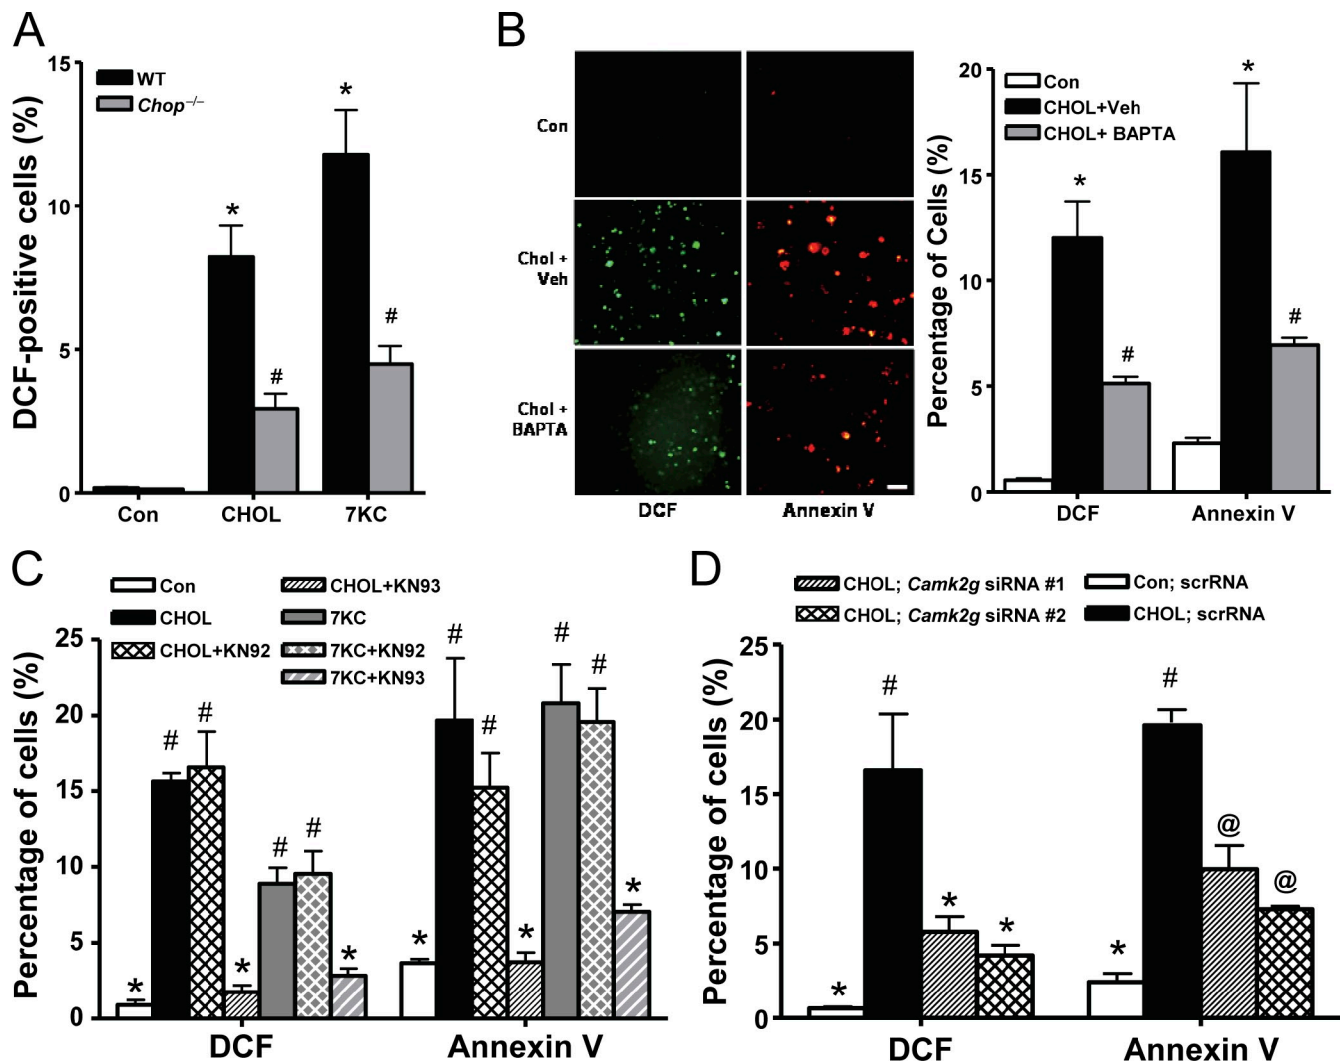 A
DCF-positive cells (%)
15
10
5
0
WT
Chop–/–
*
#
*
#
Con
CHOL
7KC
B
Con
Chol +
Veh
Chol +
BAPTA
DCF
Annexin V
Percentage of Cells (%)
20
15
10
5
0
Con
CHOL+Veh
CHOL+ BAPTA
*
#
*
#
DCF
Annexin V
C
Con
CHOL
CHOL+KN92
CHOL+KN93
7KC
7KC+KN92
7KC+KN93
Percentage of cells (%)
25
20
15
10
5
0
*
#
#
*
#
#
*
*
#
#
*
#
#
*
DCF
Annexin V
D
CHOL; Camk2g siRNA #1
CHOL; Camk2g siRNA #2
Con; scrRNA
CHOL; scrRNA
Percentage of cells (%)
25
20
15
10
5
0
*
#
*
*
*
#
@
@
DCF
Annexin V